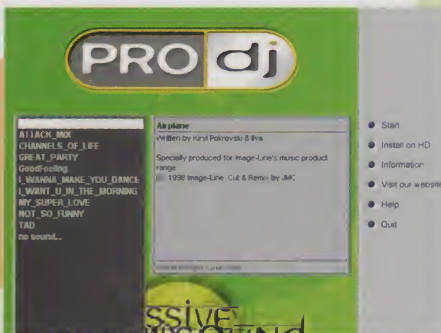 PRO dj
ATTACK_MIX
CHANNELS_OF_LIFE
GREAT_PARTY
GoodFeeling
I_WANNA_MAKE_YOU_DANCE
I_WANT_U_IN_THE_MORNING
MY_SUPER_LOVE
NOT_SO_FUNNY
TAD
no sound...
Airplane
Written by Kiryl Pokrovski & Ilya
Specially produced for Image-Line's music product
range
1998 Image-Line Cut & Remix by JMC
Start
Install on HD
Information
Visit our website
Help
Quit
SSIVE